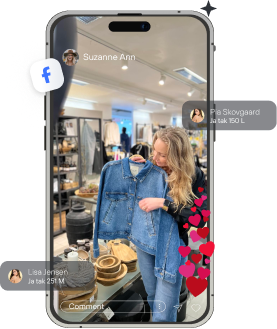 Suzanne Ann
Pia Skovgaard
Ja tak 150 L
Lisa Jensen
Ja tak 251 M
Comment